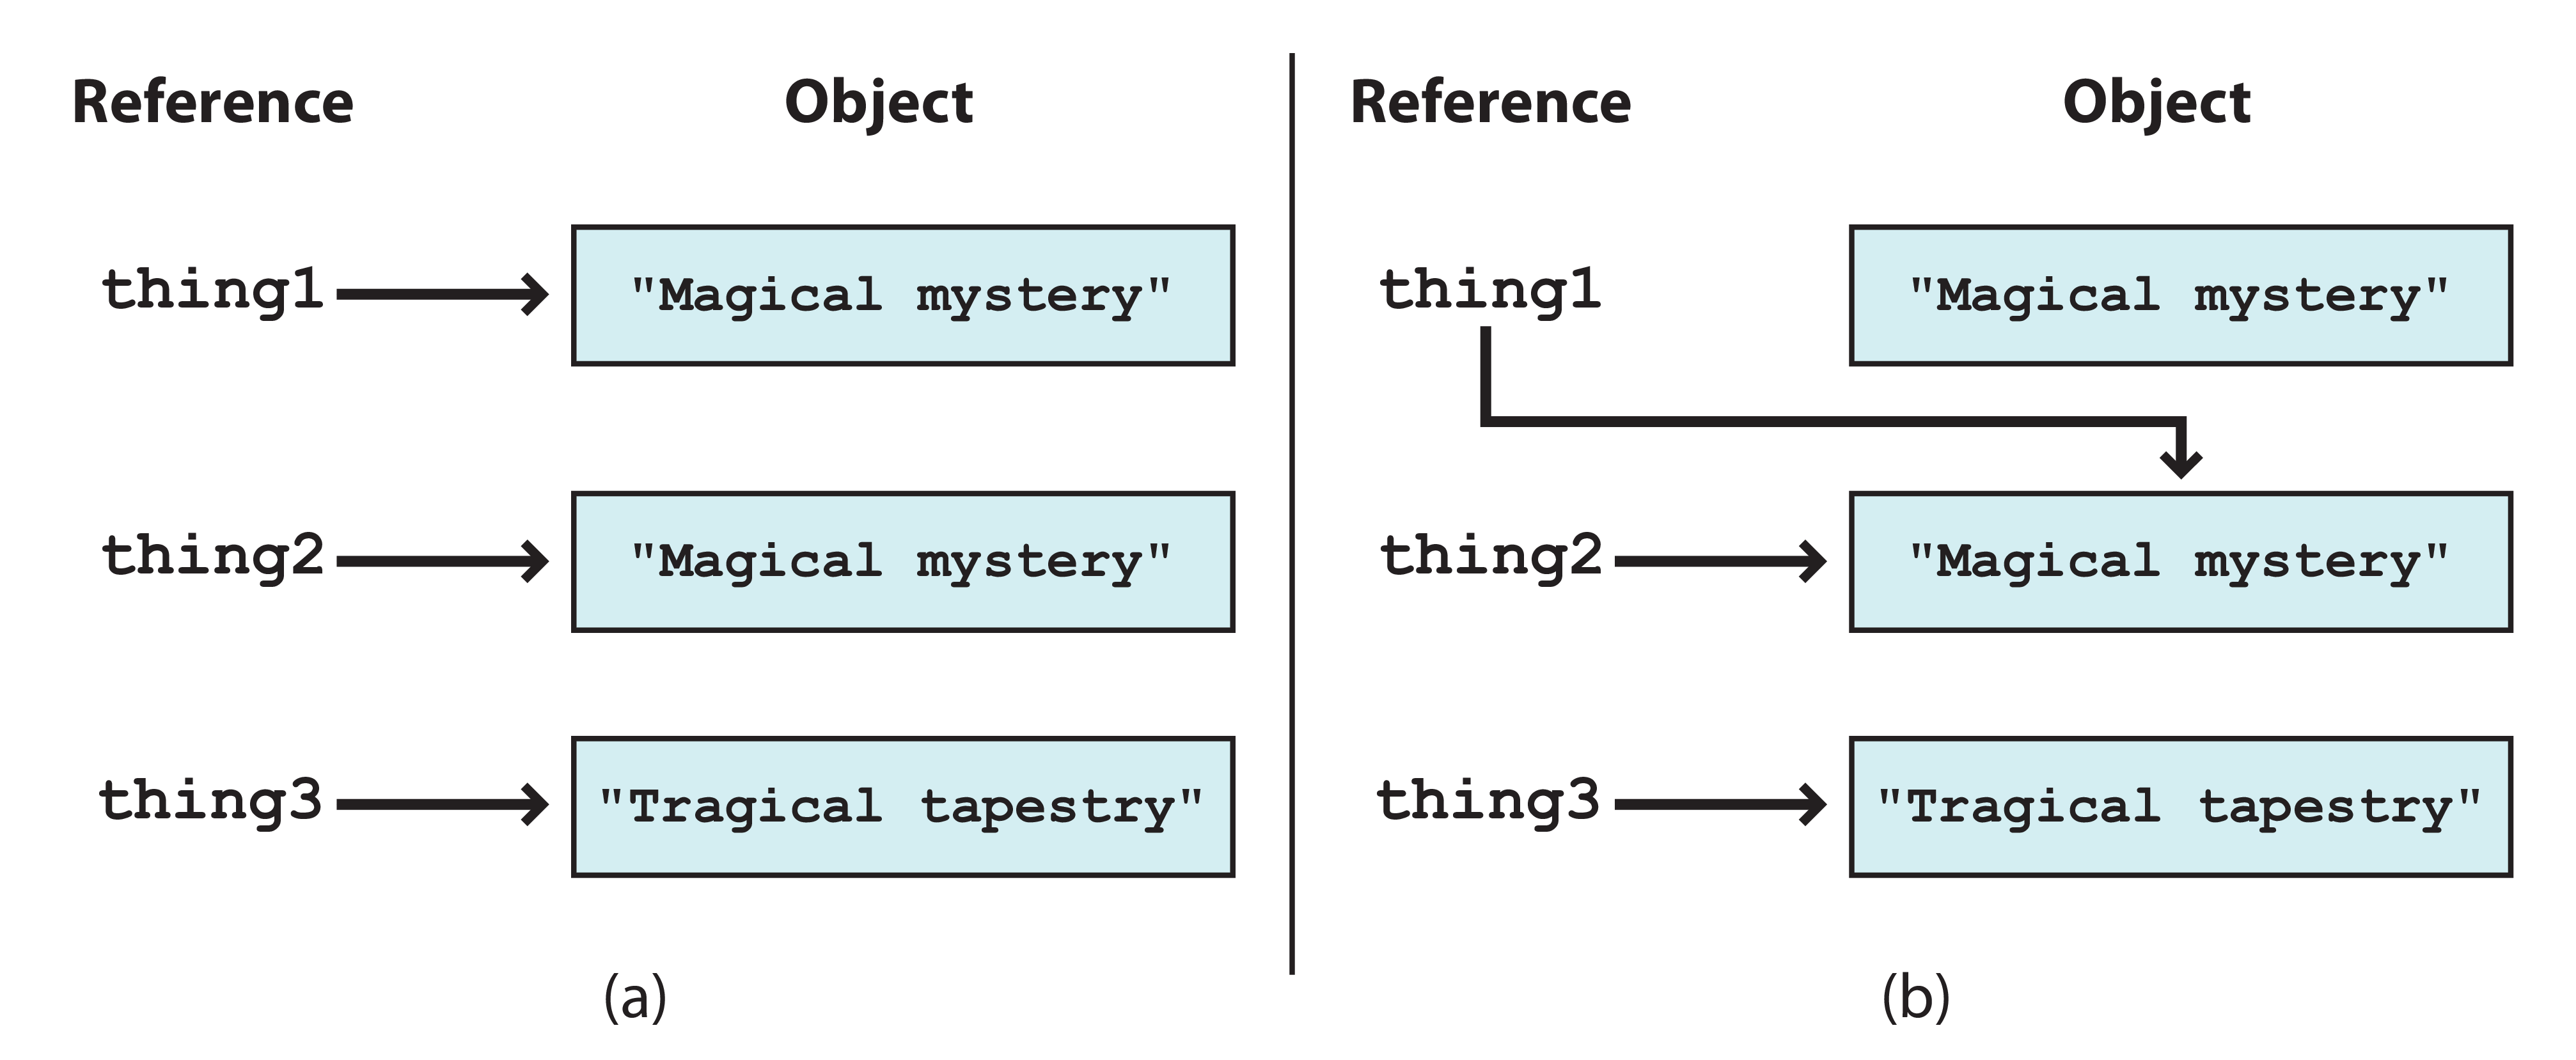 Reference Object
thing1 "Magical mystery"
thing2 "Magical mystery"
thing3 "Tragical tapestry"
(a)
Reference Object
thing1 "Magical mystery"
thing2 "Magical mystery"
thing3 "Tragical tapestry"
(b)